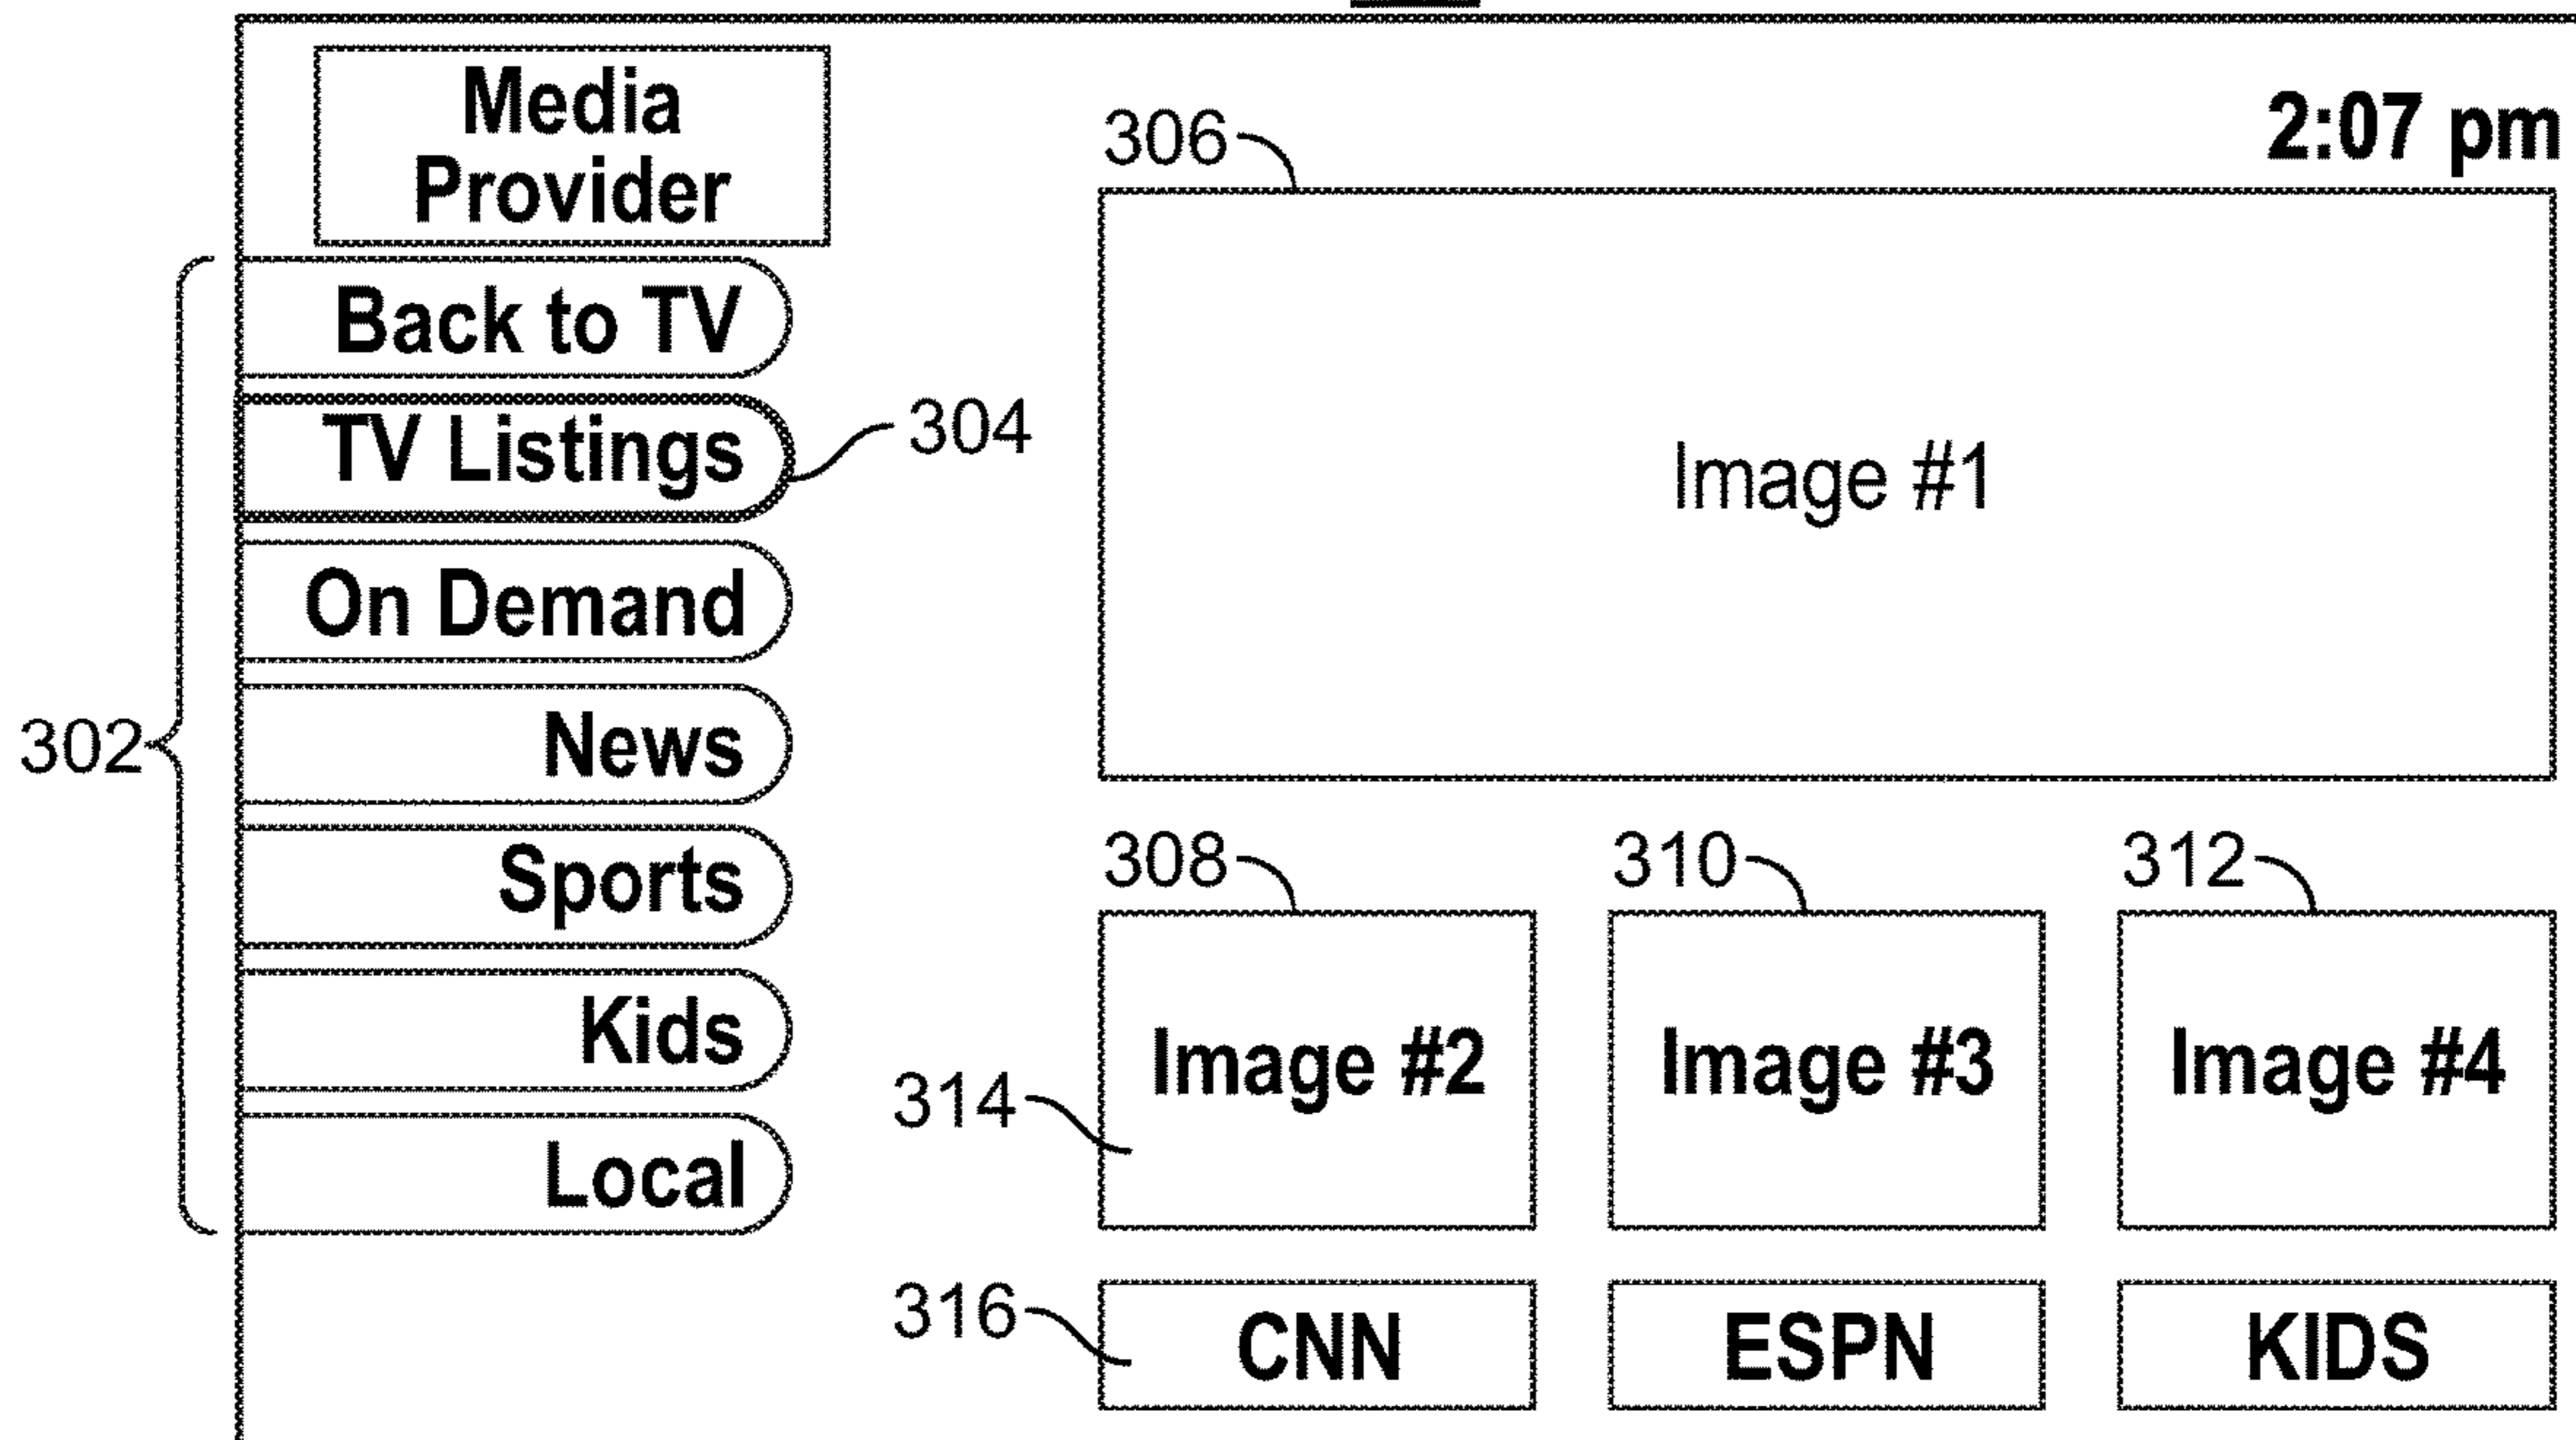 Media
Provider
2:07 pm
306
Back to TV
TV Listings
304
Image #1
On Demand
302
News
Sports
Kids
Local
308
310
312
Image #2
Image #3
Image #4
314
316
CNN
ESPN
KIDS